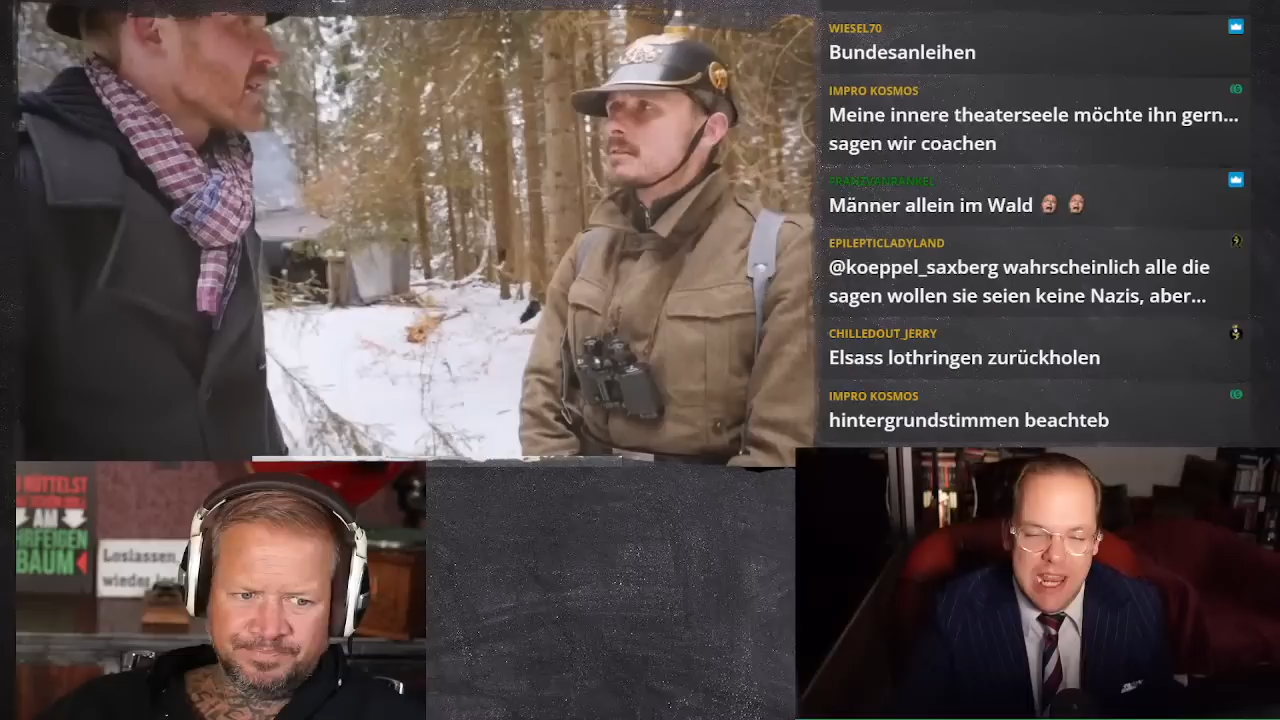 WIESEL70
Bundesanleihen
IMPRO KOSMOS
Meine innere theaterseele möchte ihn gern...
sagen wir coachen
FRANZVANRANKEL
Männer allein im Wald
EPILEPTICLADYLAND
@koeppel_saxberg wahrscheinlich alle die
sagen wollen sie seien keine Nazis, aber...
CHILLEDOUT_JERRY
Elsass lothringen zurückholen
IMPRO KOSMOS
hintergrundstimmen beachteb
AM
BAUM
Loslassen,